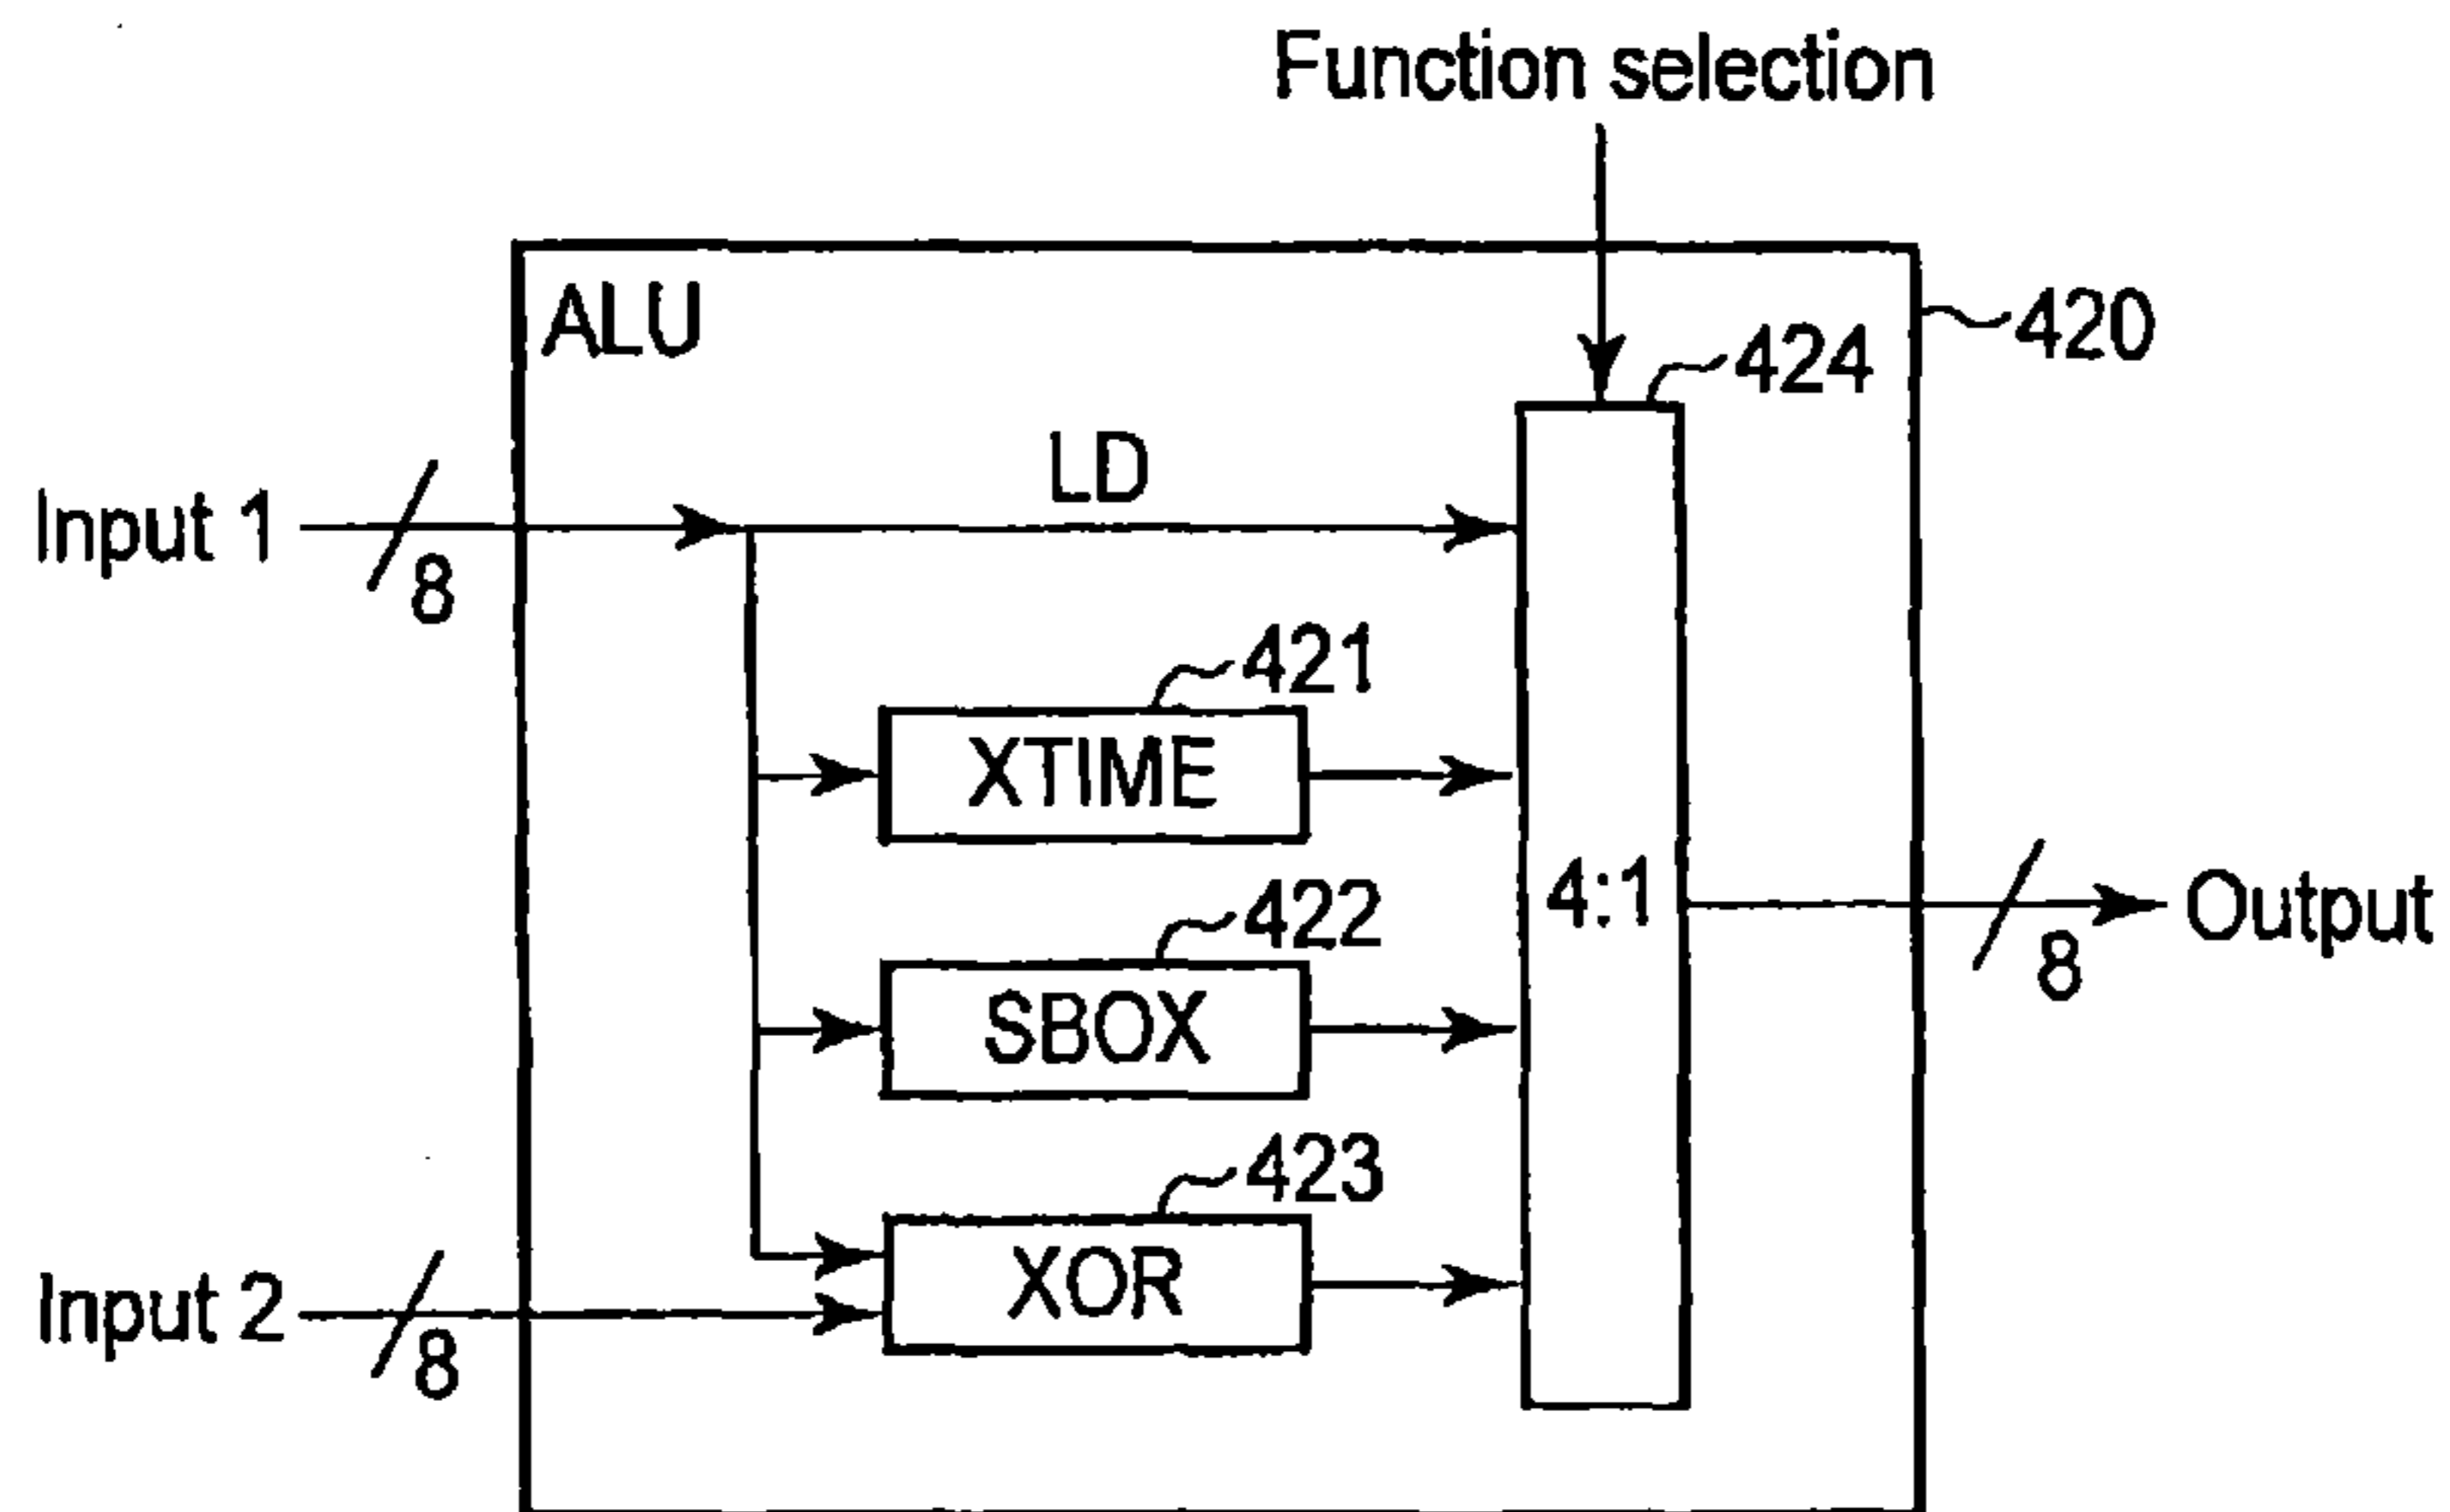 Function selection
ALU
420
424
LD
Input 1
8
421
XTIME
4:1
422
SBOX
Output
8
423
XOR
Input 2
8